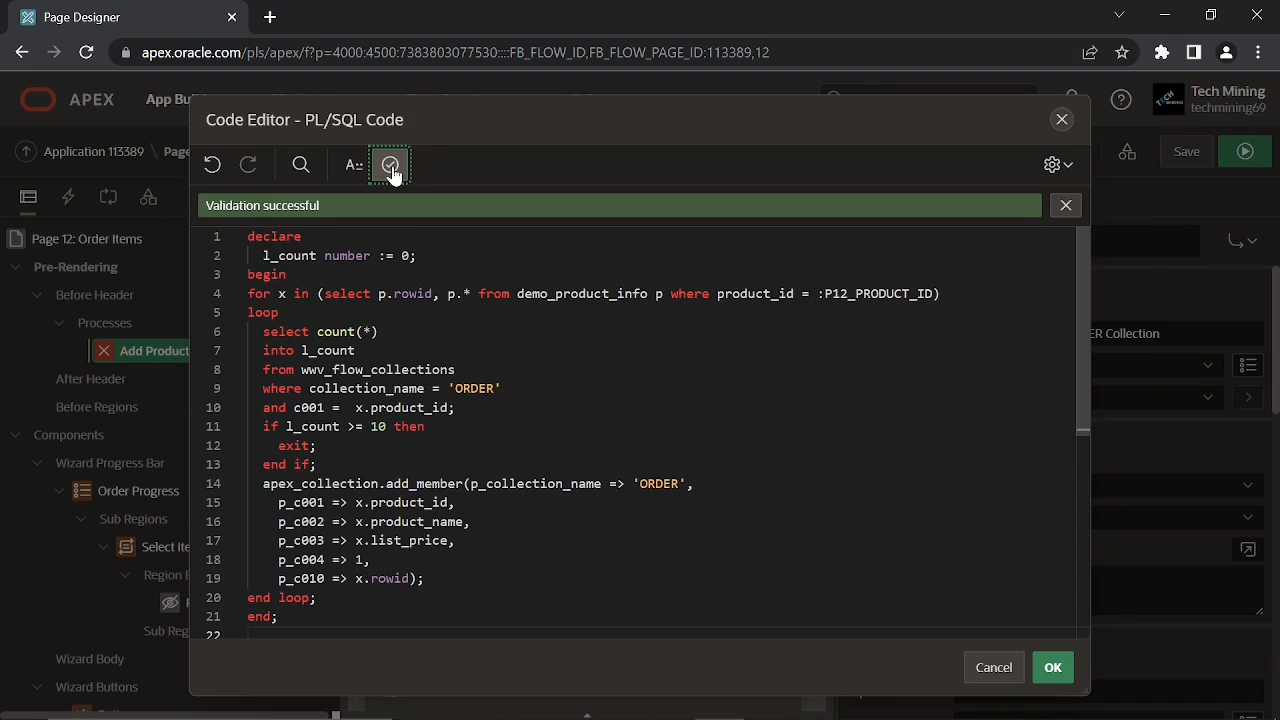 Page Designer
apex.oracle.com/pls/apex/f?p=4000:4500:7383803077530::::FB_FLOW_ID,FB_FLOW_PAGE_ID:113389,12
APEX
App Bu
Tech Mining
techmining69
Application 113389 \ Page
Save
Code Editor - PL/SQL Code
A::
Validation successful
Page 12: Order Items
Pre-Rendering
Before Header
Processes
Add Product
After Header
Before Regions
Components
Wizard Progress Bar
Order Progress
Sub Regions
Select Ite
Region B
Sub Reg
Wizard Body
Wizard Buttons
ER Collection
1 declare
2 l_count number := 0;
3 begin
4 for x in (select p.rowid, p.* from demo_product_info p where product_id = :P12_PRODUCT_ID)
5 loop
6 select count(*)
7 into l_count
8 from wwv_flow_collections
9 where collection_name = 'ORDER'
10 and c001 =  x.product_id;
11 if l_count >= 10 then
12 exit;
13 end if;
14 apex_collection.add_member(p_collection_name => 'ORDER',
15 p_c001 => x.product_id,
16 p_c002 => x.product_name,
17 p_c003 => x.list_price,
18 p_c004 => 1,
19 p_c010 => x.rowid);
20 end loop;
21 end;
22
Cancel
OK